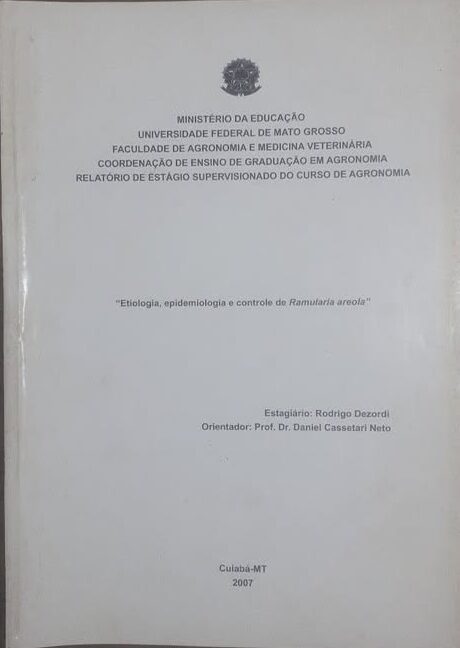 MINISTÉRIO DA EDUCAÇÃO
UNIVERSIDADE FEDERAL DE MATO GROSSO
FACULDADE DE AGRONOMIA E MEDICINA VETERINÁRIA
COORDENAÇÃO DE ENSINO DE GRADUAÇÃO EM AGRONOMIA
RELATÓRIO DE ESTÁGIO SUPERVISIONADO DO CURSO DE AGRONOMIA
“Etiologia, epidemiologia e controle de Ramularia areola”
Estagiário: Rodrigo Dezordi
Orientador: Prof. Dr. Daniel Cassetari Neto
Cuiabá-MT
2007